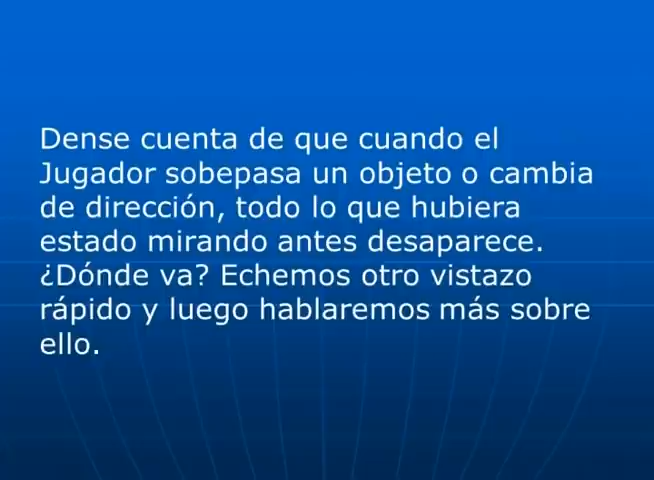 Dense cuenta de que cuando el
Jugador sobepasa un objeto o cambia
de dirección, todo lo que hubiera
estado mirando antes desaparece.
¿Dónde va? Echemos otro vistazo
rápido y luego hablaremos más sobre
ello.